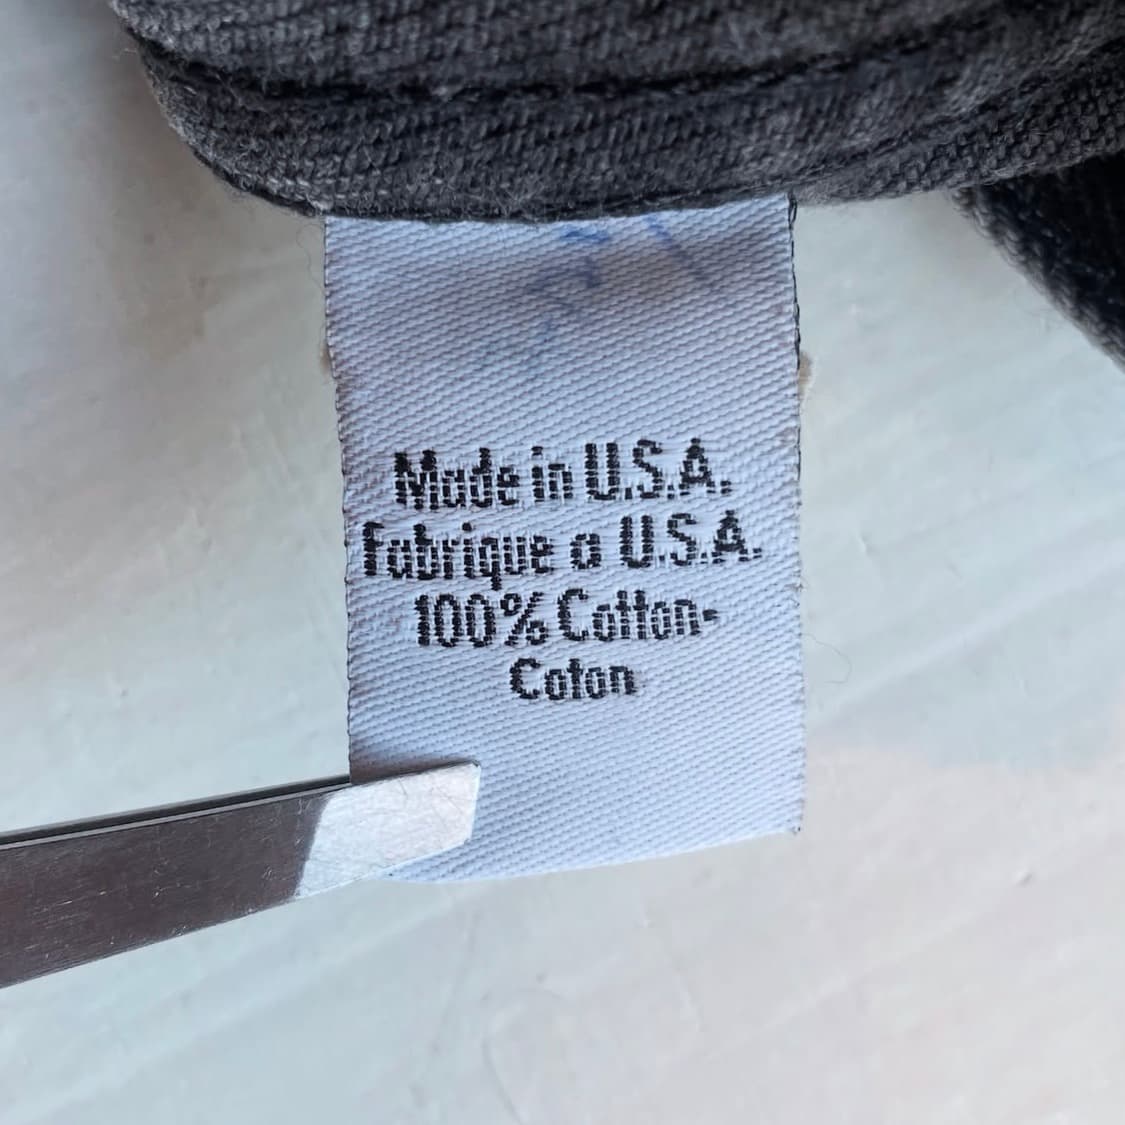 Made in U.S.A.
Fabrique a U.S.A.
100% Cotton-
Coton